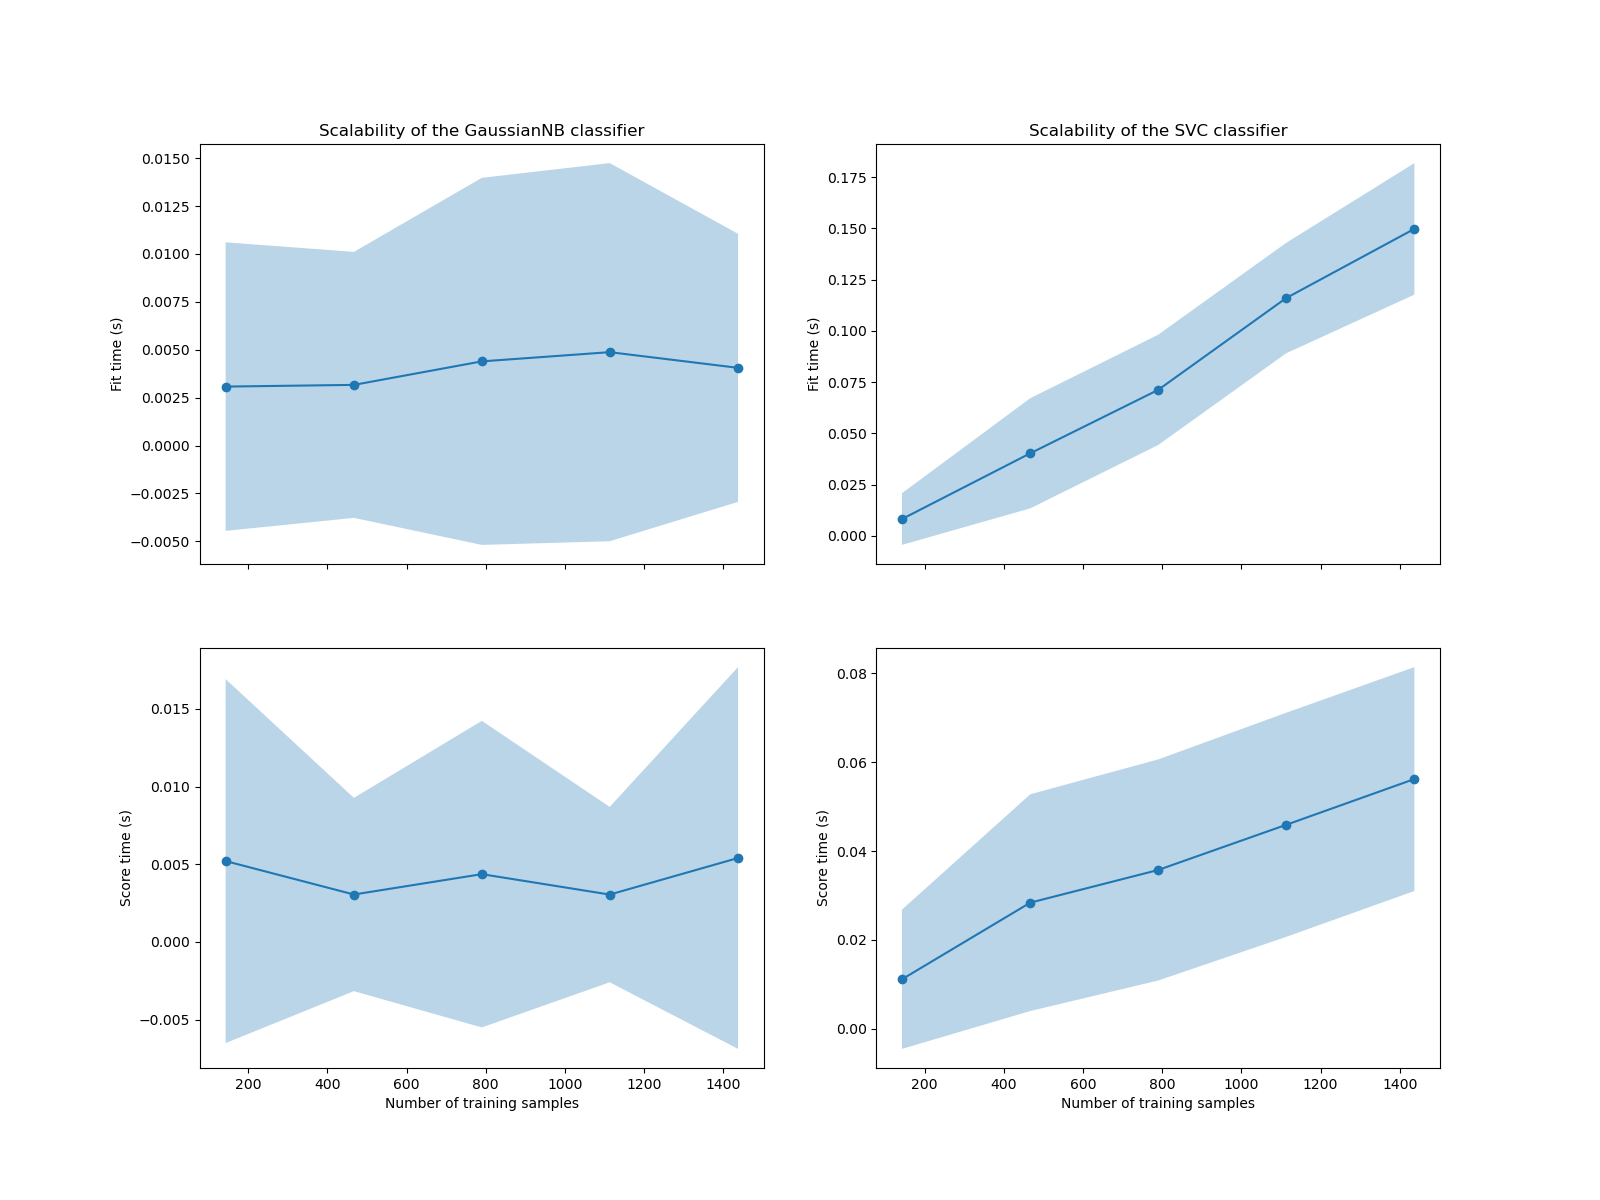 Scalability of the GaussianNB classifier
0.0150
0.0125
0.0100
0.0075
0.0050
0.0025
0.0000
−0.0025
−0.0050
Fit time (s)
Scalability of the SVC classifier
0.175
0.150
0.125
0.100
0.075
0.050
0.025
0.000
Fit time (s)
0.015
0.010
0.005
0.000
−0.005
Score time (s)
200 400 600 800 1000 1200 1400
Number of training samples
0.08
0.06
0.04
0.02
0.00
Score time (s)
200 400 600 800 1000 1200 1400
Number of training samples